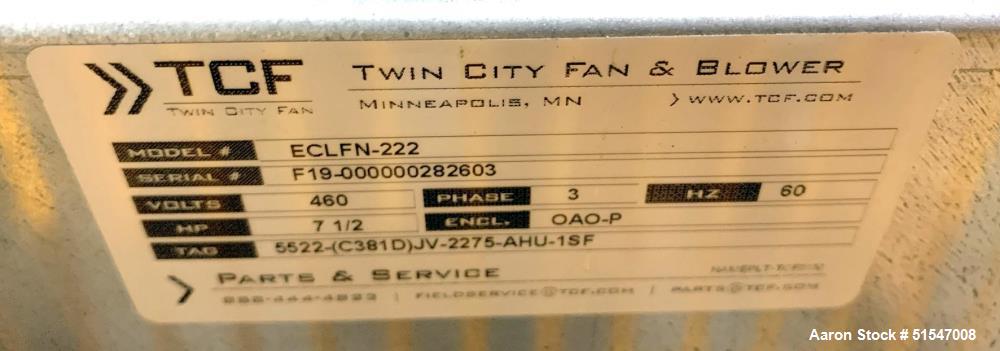 TCF
TWIN CITY FAN
TWIN CITY FAN & BLOWER
MINNEAPOLIS, MN > WWW.TCF.COM
MODEL # ECLFN-222
SERIAL # F19-000000282603
VOLTS 460 PHASE 3 HZ 60
HP 7 1/2 ENCL. OAO-P
TAG 5522-(C381D)JV-2275-AHU-1SF
PARTS & SERVICE
| FIELDSERVICE@TCF.COM | PARTS@TCF.COM
Aaron Stock # 51547008